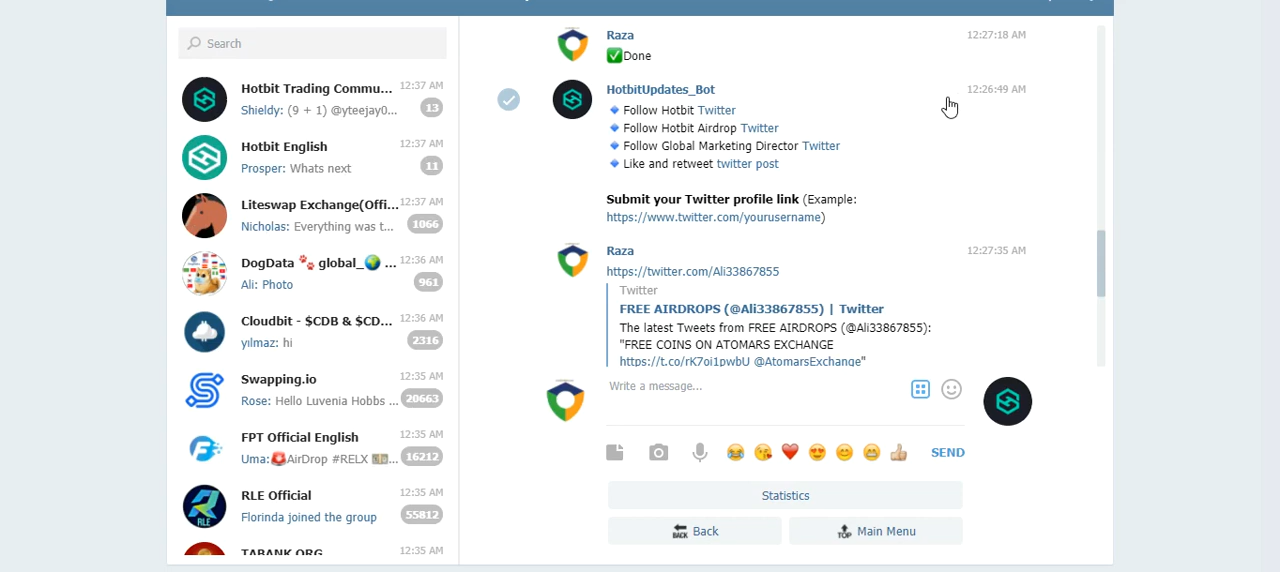 Search
Hotbit Trading Commu... 12:37 AM
Shieldy: (9 + 1) @yteejay0... 13
Hotbit English 12:37 AM
Prosper: Whats next 11
Liteswap Exchange(Offi... 12:37 AM
Nicholas: Everything was t... 1066
DogData 🐾 global_🌍 ... 12:36 AM
Ali: Photo 961
Cloudbit - $CDB & $CD... 12:36 AM
yılmaz: hi 2316
Swapping.io 12:35 AM
Rose: Hello Luvenia Hobbs ... 20663
FPT Official English 12:35 AM
Uma:🚨AirDrop #RELX 💵... 16212
RLE Official 12:35 AM
Florinda joined the group 55812
TABANK.ORG 12:35 AM
Raza 12:27:18 AM
✅Done
HotbitUpdates_Bot 12:26:49 AM
🔹Follow Hotbit Twitter
🔹Follow Hotbit Airdrop Twitter
🔹Follow Global Marketing Director Twitter
🔹Like and retweet twitter post
Submit your Twitter profile link (Example:
https://www.twitter.com/yourusername)
Raza 12:27:35 AM
https://twitter.com/Ali33867855
Twitter
FREE AIRDROPS (@Ali33867855) | Twitter
The latest Tweets from FREE AIRDROPS (@Ali33867855):
"FREE COINS ON ATOMARS EXCHANGE
https://t.co/rK7oi1pwbU @AtomarsExchange"
Write a message...
SEND
Statistics
BACK Back
TOP Main Menu